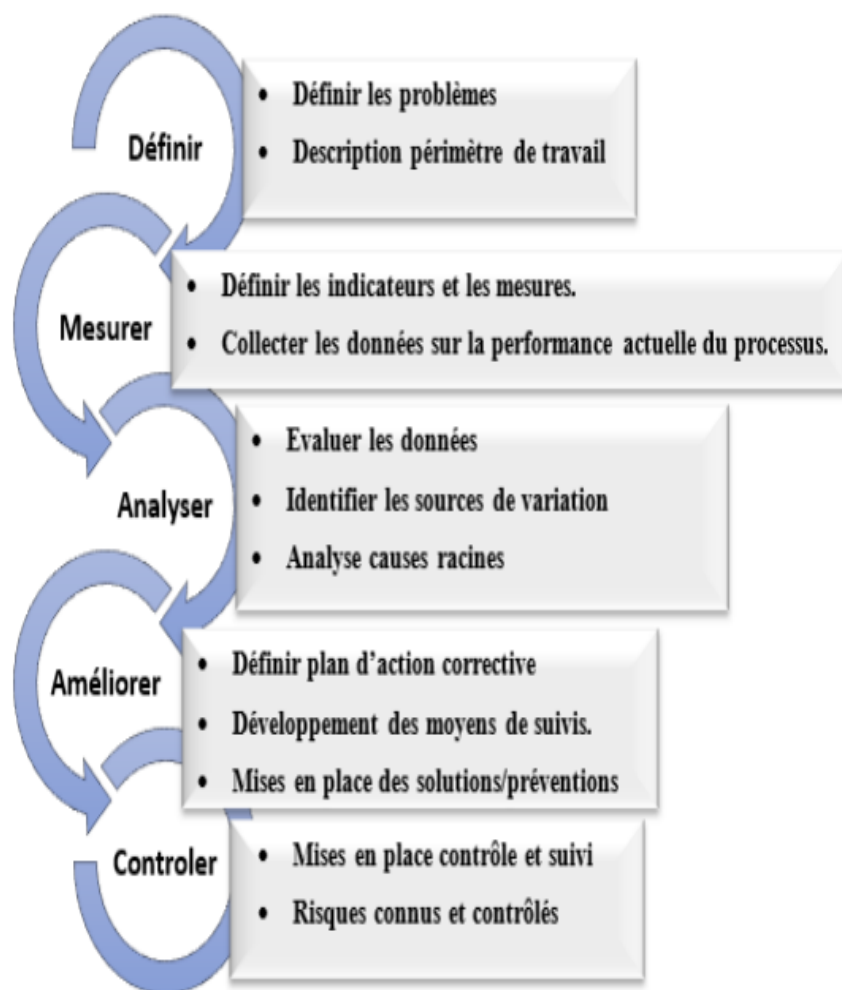 Définir
• Définir les problèmes
• Description périmètre de travail
Mesurer
• Définir les indicateurs et les mesures.
• Collecter les données sur la performance actuelle du processus.
Analyser
• Evaluer les données
• Identifier les sources de variation
• Analyse causes racines
Améliorer
• Définir plan d’action corrective
• Développement des moyens de suivis.
• Mises en place des solutions/préventions
Controler
• Mises en place contrôle et suivi
• Risques connus et contrôlés